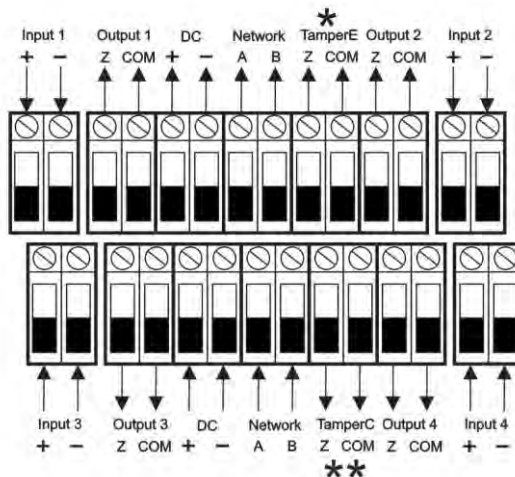 *
Input 1 Output 1 DC Network TamperE Output 2 Input 2
+ − Z COM + − A B Z COM Z COM + −
Input 3 Output 3 DC Network TamperC Output 4 Input 4
+ − Z COM + − A B Z COM Z COM + −
**